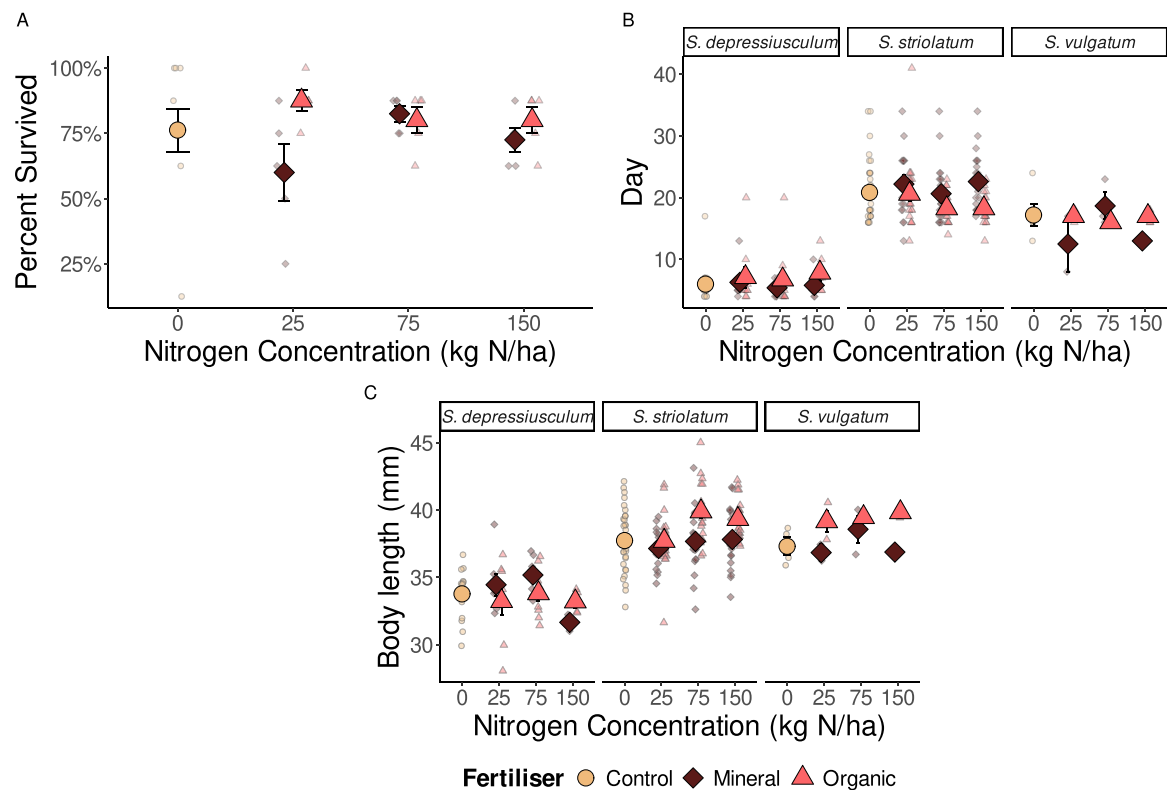 A
Percent Survived
100%
75%
50%
25%
0 25 75 150
Nitrogen Concentration (kg N/ha)
B
S. depressiusculum S. striolatum S. vulgatum
Day
40
30
20
10
0 25 75 150 0 25 75 150 0 25 75 150
Nitrogen Concentration (kg N/ha)
C
S. depressiusculum S. striolatum S. vulgatum
Body length (mm)
45
40
35
30
0 25 75 150 0 25 75 150 0 25 75 150
Nitrogen Concentration (kg N/ha)
Fertiliser Control Mineral Organic